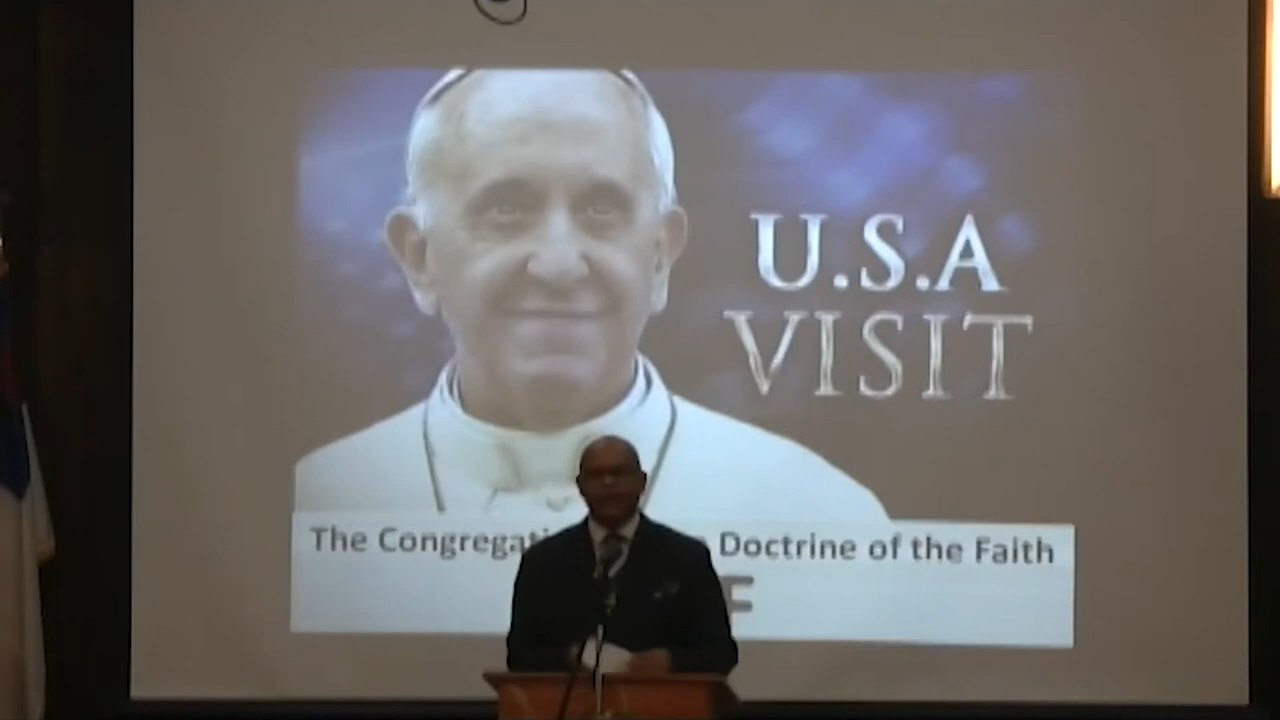 U.S.A
VISIT
The Congregati Doctrine of the Faith
F